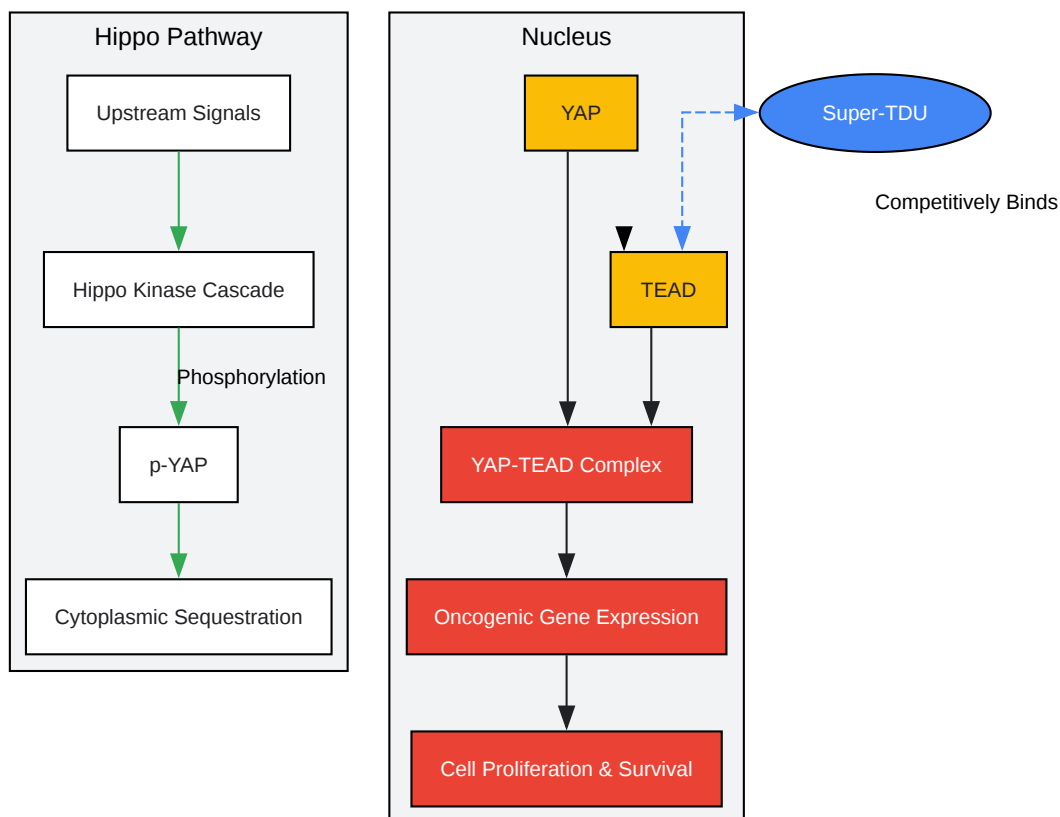 Hippo Pathway
Upstream Signals
Hippo Kinase Cascade
Phosphorylation
p-YAP
Cytoplasmic Sequestration
Nucleus
YAP
TEAD
YAP-TEAD Complex
Oncogenic Gene Expression
Cell Proliferation & Survival
Super-TDU
Competitively Binds